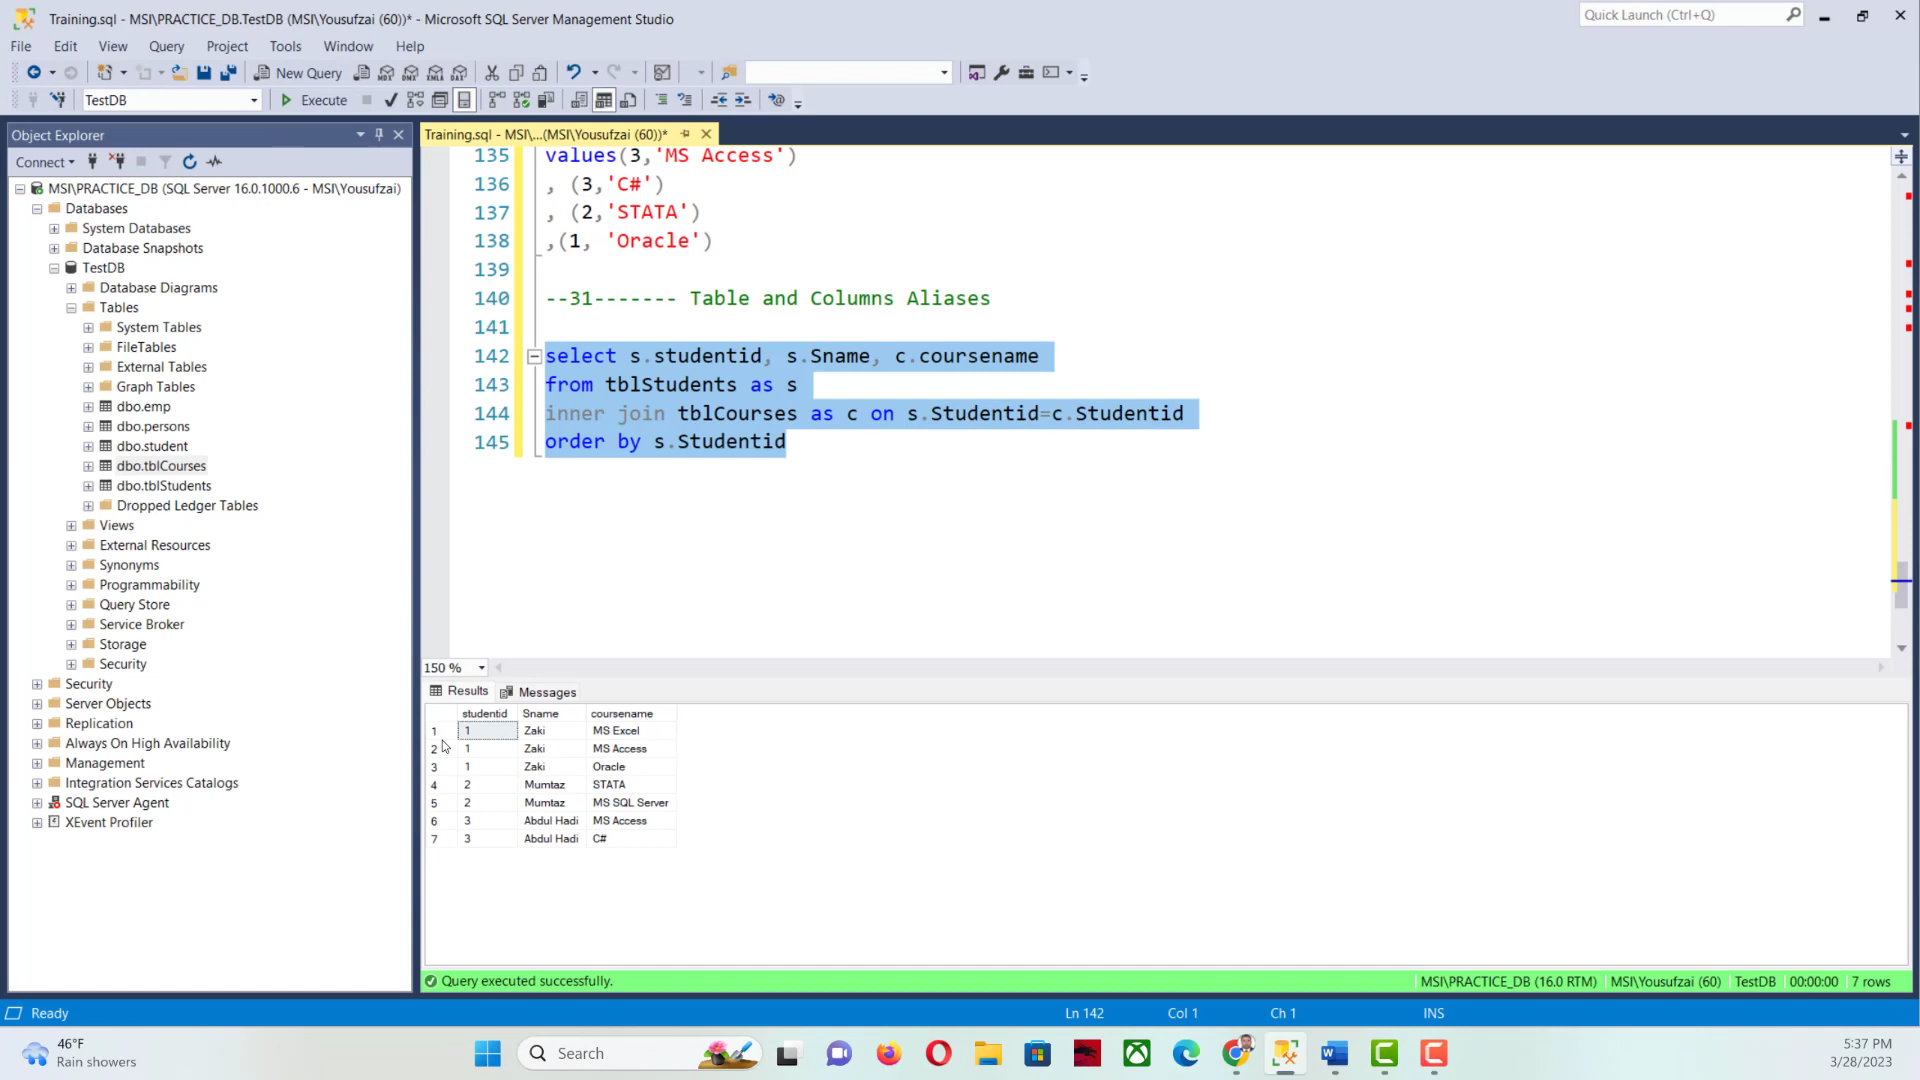 Training.sql - MSI\PRACTICE_DB.TestDB (MSI\Yousufzai (60))* - Microsoft SQL Server Management Studio
Quick Launch (Ctrl+Q)
File Edit View Query Project Tools Window Help
New Query
TestDB
Execute
Object Explorer
Training.sql - MSI\...(MSI\Yousufzai (60))*
Connect
MSI\PRACTICE_DB (SQL Server 16.0.1000.6 - MSI\Yousufzai)
Databases
System Databases
Database Snapshots
TestDB
Database Diagrams
Tables
System Tables
FileTables
External Tables
Graph Tables
dbo.emp
dbo.persons
dbo.student
dbo.tblCourses
dbo.tblStudents
Dropped Ledger Tables
Views
External Resources
Synonyms
Programmability
Query Store
Service Broker
Storage
Security
Security
Server Objects
Replication
Always On High Availability
Management
Integration Services Catalogs
SQL Server Agent
XEvent Profiler
135 values(3,'MS Access')
136 , (3,'C#')
137 , (2,'STATA')
138 ,(1, 'Oracle')
139
140 --31------- Table and Columns Aliases
141
142 select s.studentid, s.Sname, c.coursename
143 from tblStudents as s
144 inner join tblCourses as c on s.Studentid=c.Studentid
145 order by s.Studentid
150 %
Results Messages
studentid Sname coursename
1 1 Zaki MS Excel
2 1 Zaki MS Access
3 1 Zaki Oracle
4 2 Mumtaz STATA
5 2 Mumtaz MS SQL Server
6 3 Abdul Hadi MS Access
7 3 Abdul Hadi C#
Query executed successfully.
MSI\PRACTICE_DB (16.0 RTM) MSI\Yousufzai (60) TestDB 00:00:00 7 rows
Ready
Ln 142 Col 1 Ch 1 INS
46°F
Rain showers
Search
5:37 PM
3/28/2023